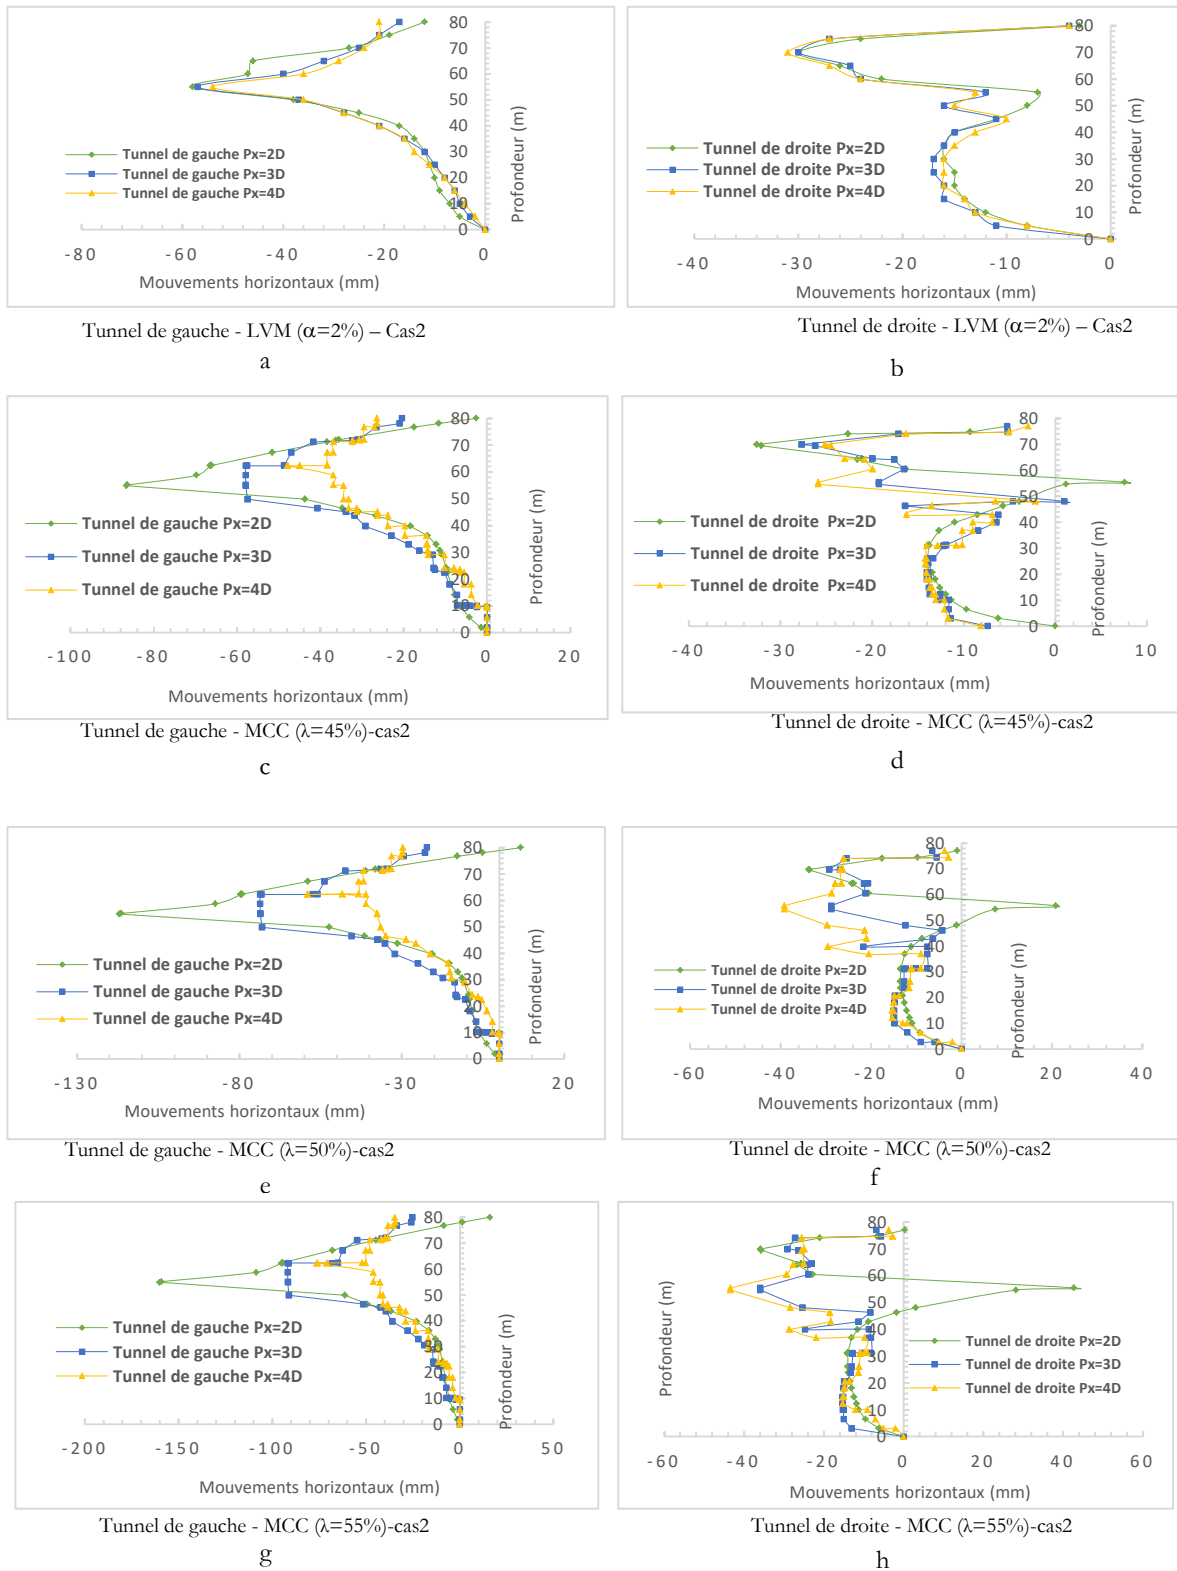 80
70
60
50
40
30
20
10
0
Tunnel de gauche Px=2D
Tunnel de gauche Px=3D
Tunnel de gauche Px=4D
Profondeur (m)
-80 -60 -40 -20 0
Mouvements horizontaux (mm)
Tunnel de gauche - LVM (α=2%) – Cas2
a
80
70
60
50
40
30
20
10
0
Tunnel de droite Px=2D
Tunnel de droite Px=3D
Tunnel de droite Px=4D
Profondeur (m)
-40 -30 -20 -10 0
Mouvements horizontaux (mm)
Tunnel de droite - LVM (α=2%) – Cas2
b
80
70
60
50
40
30
20
10
0
Tunnel de gauche Px=2D
Tunnel de gauche Px=3D
Tunnel de gauche Px=4D
Profondeur (m)
-100 -80 -60 -40 -20 0 20
Mouvements horizontaux (mm)
Tunnel de gauche - MCC (λ=45%)-cas2
c
80
70
60
50
40
30
20
10
0
Tunnel de droite Px=2D
Tunnel de droite Px=3D
Tunnel de droite Px=4D
Profondeur (m)
-40 -30 -20 -10 0 10
Mouvements horizontaux (mm)
Tunnel de droite - MCC (λ=45%)-cas2
d
80
70
60
50
40
30
20
10
0
Tunnel de gauche Px=2D
Tunnel de gauche Px=3D
Tunnel de gauche Px=4D
Profondeur (m)
-130 -80 -30 20
Mouvements horizontaux (mm)
Tunnel de gauche - MCC (λ=50%)-cas2
e
80
70
60
50
40
30
20
10
0
Tunnel de droite Px=2D
Tunnel de droite Px=3D
Tunnel de droite Px=4D
Profondeur (m)
-60 -40 -20 0 20 40
Mouvements horizontaux (mm)
Tunnel de droite - MCC (λ=50%)-cas2
f
80
70
60
50
40
30
20
10
0
Tunnel de gauche Px=2D
Tunnel de gauche Px=3D
Tunnel de gauche Px=4D
Profondeur (m)
-200 -150 -100 -50 0 50
Mouvements horizontaux (mm)
Tunnel de gauche - MCC (λ=55%)-cas2
g
80
70
60
50
40
30
20
10
0
Profondeur (m)
Tunnel de droite Px=2D
Tunnel de droite Px=3D
Tunnel de droite Px=4D
-60 -40 -20 0 20 40 60
Mouvements horizontaux (mm)
Tunnel de droite - MCC (λ=55%)-cas2
h